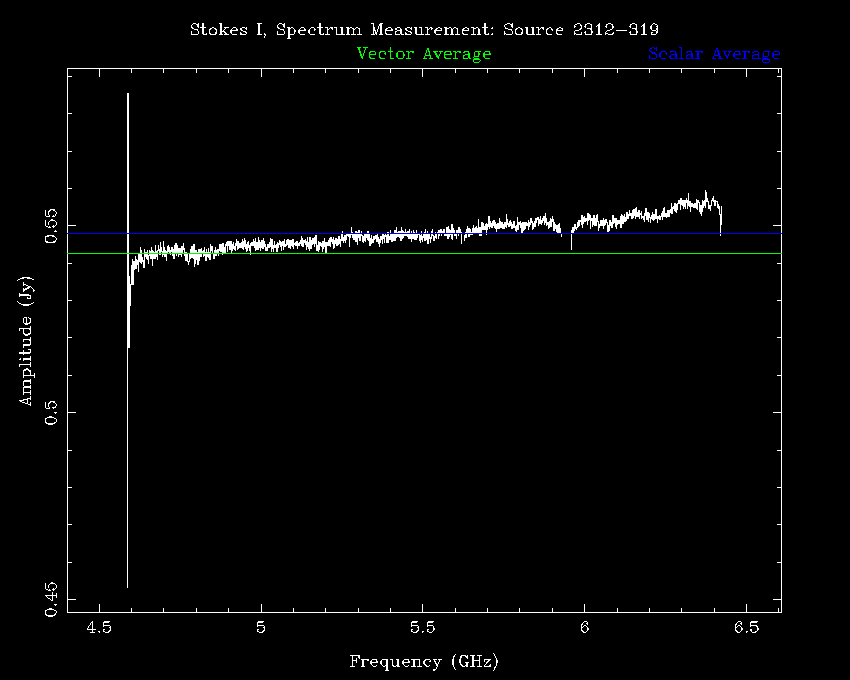 Stokes I, Spectrum Measurement: Source 2312-319
Vector Average Scalar Average
0.55
0.5
0.45
Amplitude (Jy)
4.5 5 5.5 6 6.5
Frequency (GHz)